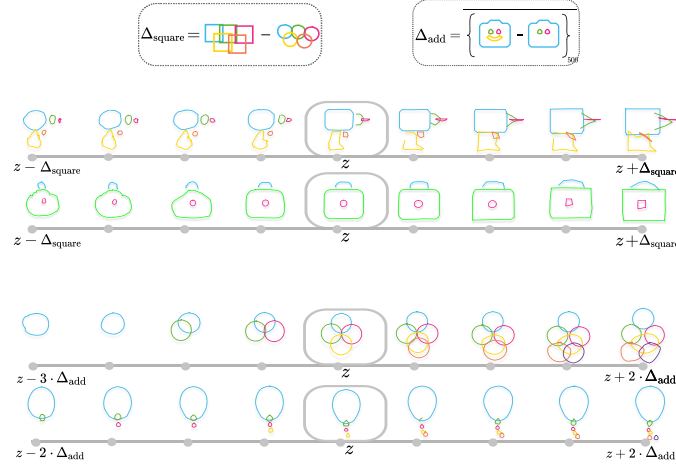 Δsquare = −
Δadd = { − } 500
z − Δsquare z z + Δsquare
z − Δsquare z z + Δsquare
z − 3 · Δadd z z + 2 · Δadd
z − 2 · Δadd z z + 2 · Δadd